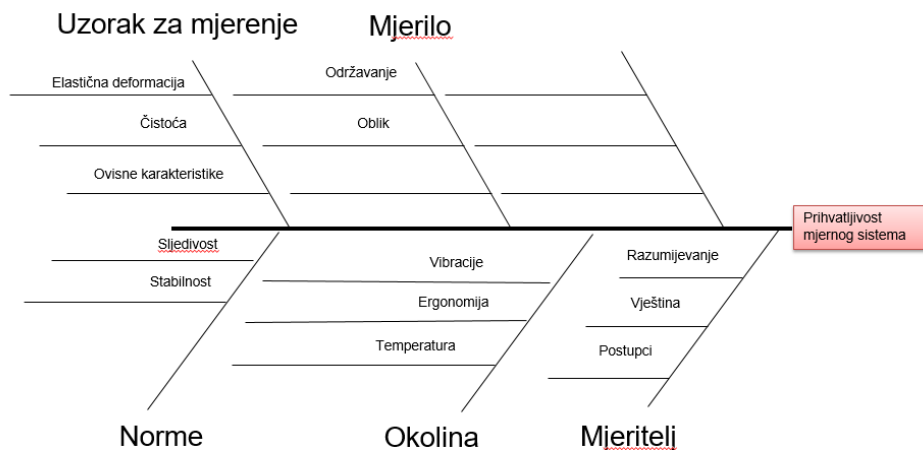 Uzorak za mjerenje
Mjerilo
Elastična deformacija
Čistoća
Ovisne karakteristike
Održavanje
Oblik
Prihvatljivost
mjernog sistema
Sljedivost
Stabilnost
Vibracije
Ergonomija
Temperatura
Razumijevanje
Vještina
Postupci
Norme
Okolina
Mjeritelj